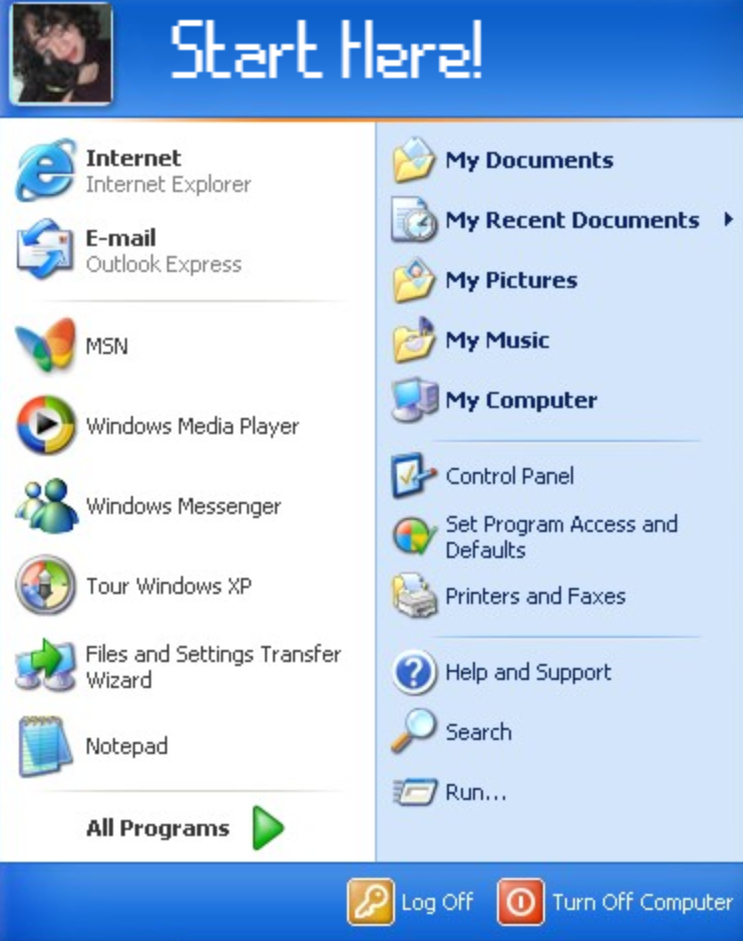 Start Here!
Internet
Internet Explorer
E-mail
Outlook Express
MSN
Windows Media Player
Windows Messenger
Tour Windows XP
Files and Settings Transfer
Wizard
Notepad
All Programs
My Documents
My Recent Documents
My Pictures
My Music
My Computer
Control Panel
Set Program Access and
Defaults
Printers and Faxes
Help and Support
Search
Run...
Log Off
Turn Off Computer